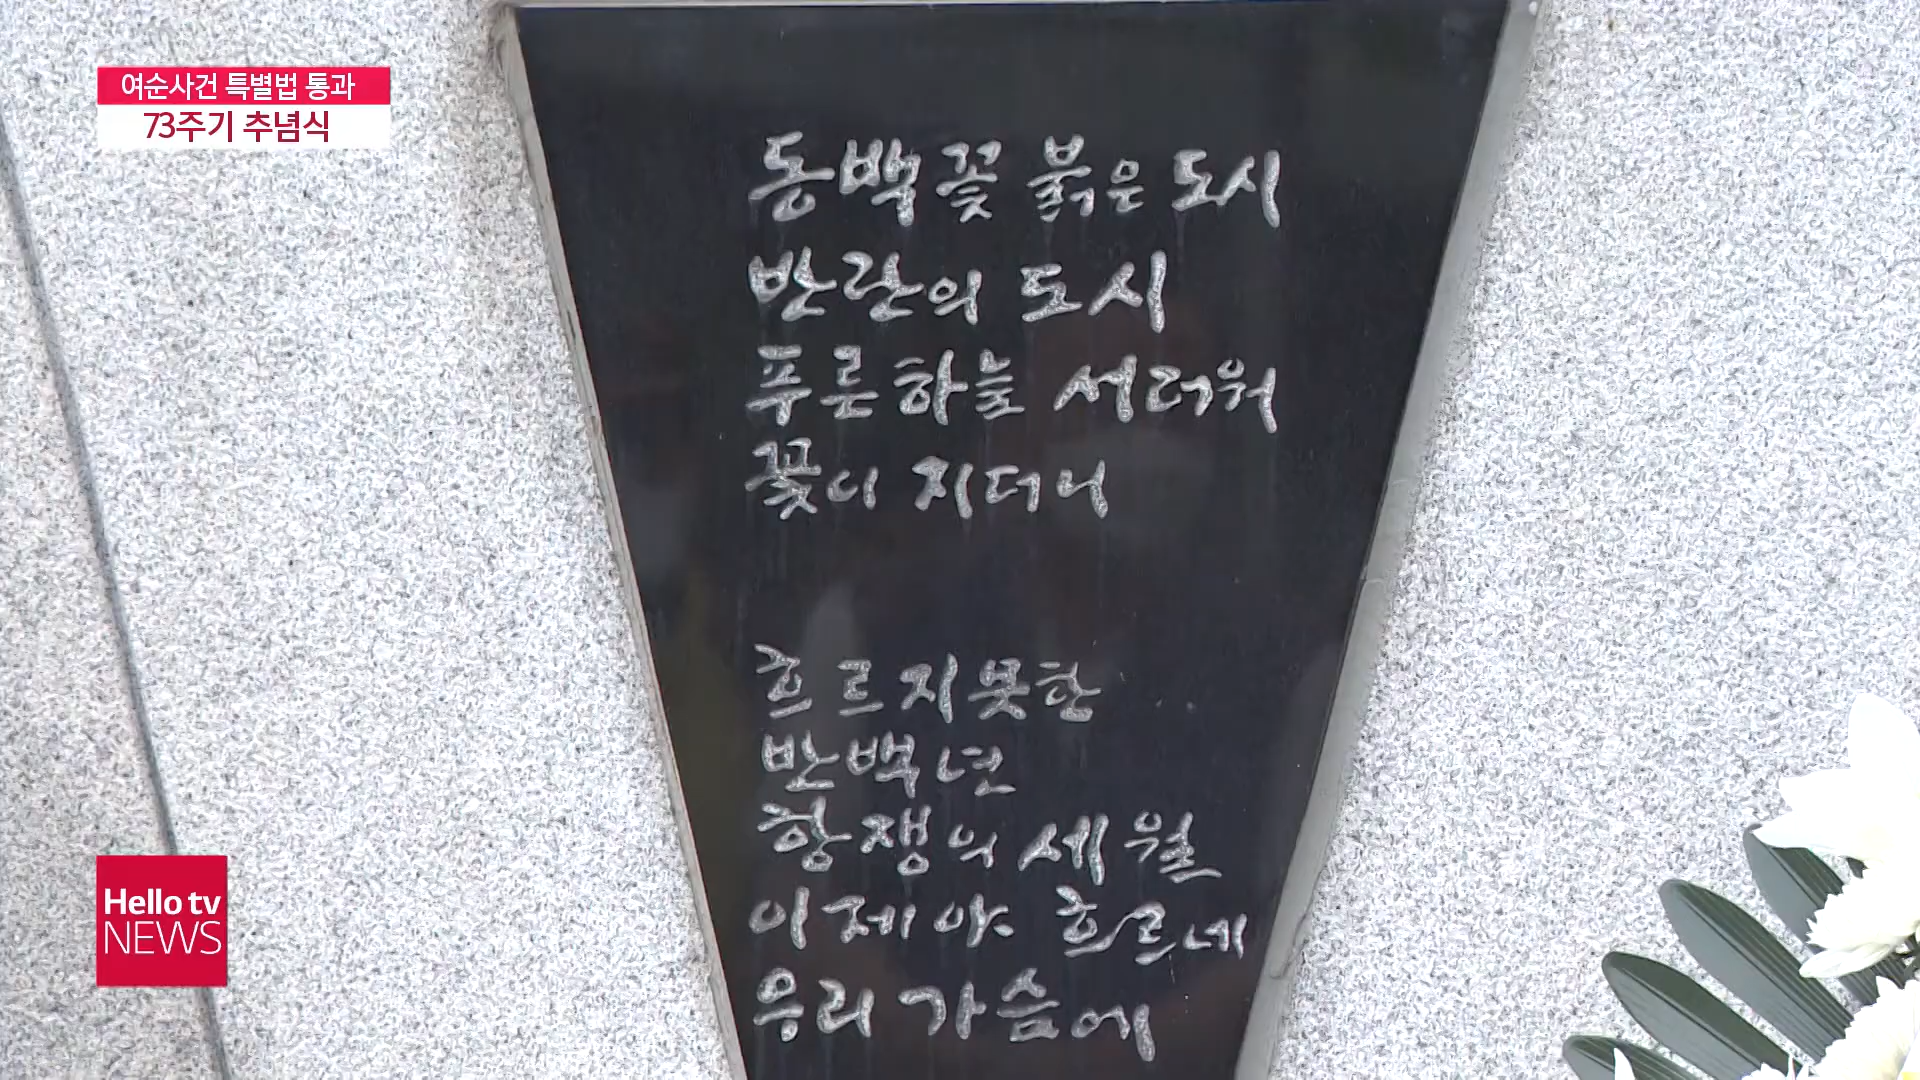 여순사건 특별법 통과
73주기 추념식
동백꽃 붉은 도시
반란의 도시
푸른하늘 서러워
꽃이 지더니
흐르지못한
반백년
항쟁의 세월
이제야 흐르네
우리 가슴에
Hello tv
NEWS